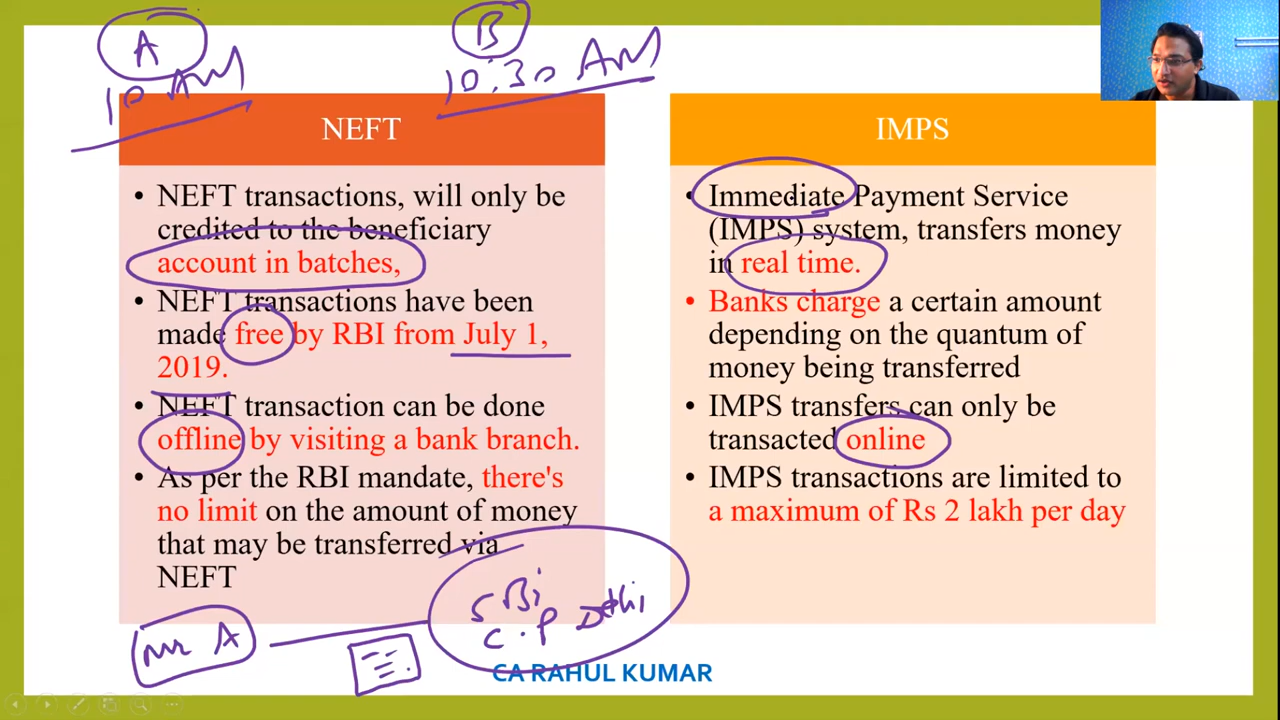 A
B
10 AM
10.30 AM
NEFT
• NEFT transactions, will only be
credited to the beneficiary
account in batches,
• NEFT transactions have been
made free by RBI from July 1,
2019.
• NEFT transaction can be done
offline by visiting a bank branch.
• As per the RBI mandate, there's
no limit on the amount of money
that may be transferred via
NEFT
IMPS
• Immediate Payment Service
(IMPS) system, transfers money
in real time.
• Banks charge a certain amount
depending on the quantum of
money being transferred
• IMPS transfers can only be
transacted online
• IMPS transactions are limited to
a maximum of Rs 2 lakh per day
SBi
C.P Delhi
mr A
CA RAHUL KUMAR